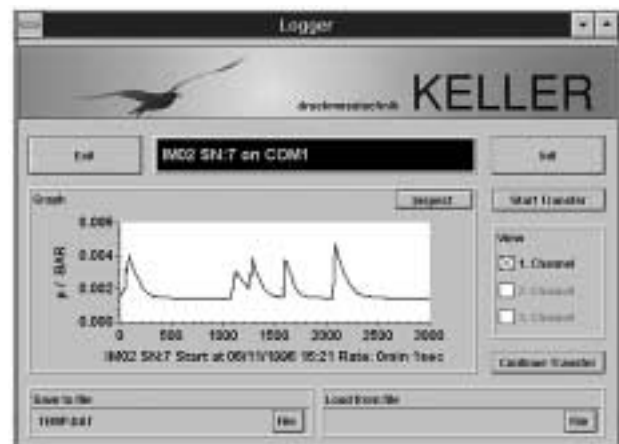 Logger
druckmesstechnik KELLER
Exit
IM02 SN:7 on COM1
Init
Graph
Inspect
Start Transfer
0.006
0.004
0.002
0.000
p / BAR
0 500 1000 1500 2000 2500 3000
IM02 SN:7 Start at 06/11/1996 15:21 Rate: 0min 1sec
View
1. Channel
2. Channel
3. Channel
Continue Transfer
Save to file
TEMP.DAT
File
Load from file
File